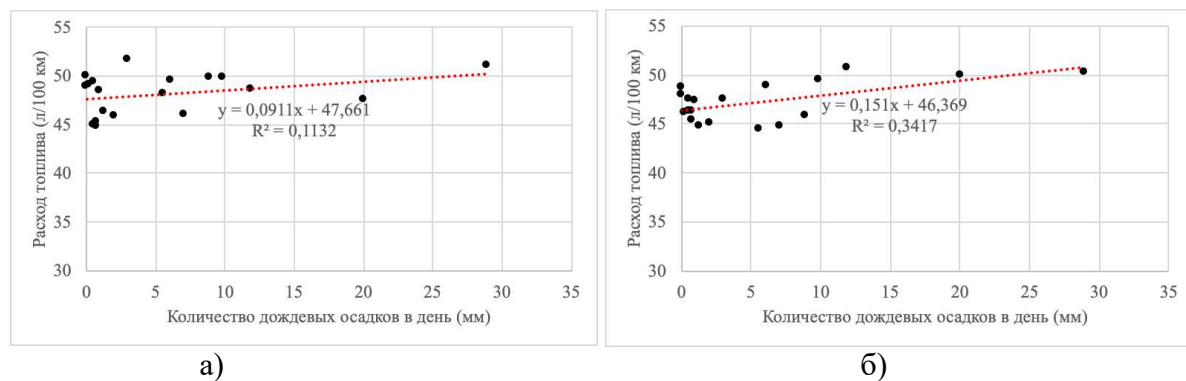 55
50
45
40
35
30
Расход топлива (л/100 км)
y = 0,0911x + 47,661
R² = 0,1132
0 5 10 15 20 25 30 35
Количество дождевых осадков в день (мм)
а)
55
50
45
40
35
30
Расход топлива (л/100 км)
y = 0,151x + 46,369
R² = 0,3417
0 5 10 15 20 25 30 35
Количество дождевых осадков в день (мм)
б)